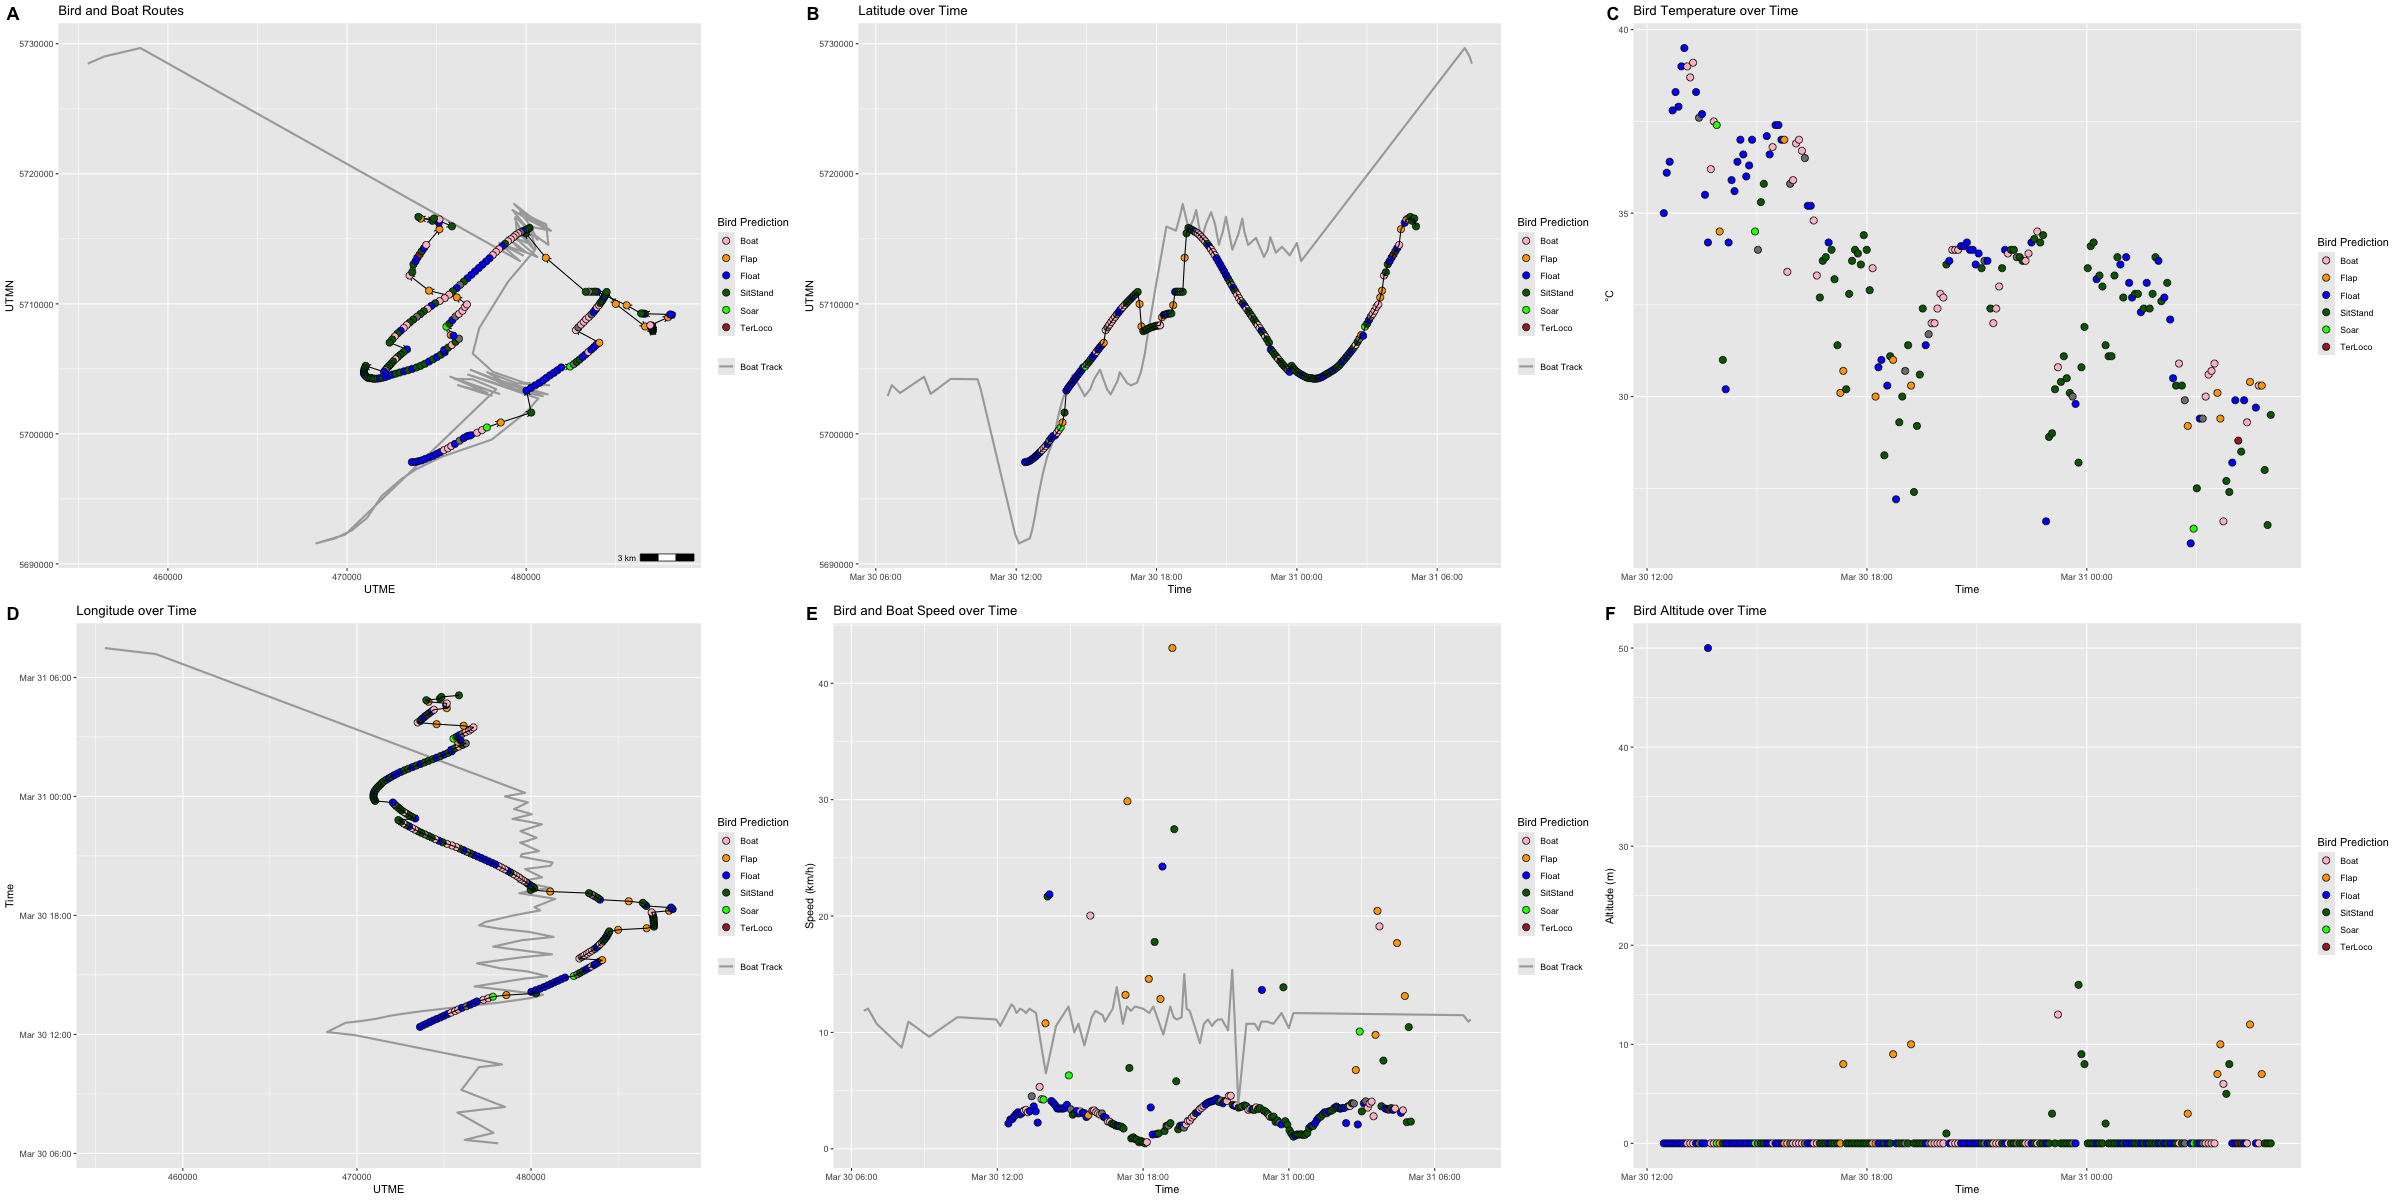 A
Bird and Boat Routes
5730000
5720000
5710000
5700000
5690000
UTMN
460000
470000
480000
UTME
3 km
Bird Prediction
Boat
Flap
Float
SitStand
Soar
TerLoco
Boat Track
B
Latitude over Time
5730000
5720000
5710000
5700000
5690000
UTMN
Mar 30 06:00
Mar 30 12:00
Mar 30 18:00
Mar 31 00:00
Mar 31 06:00
Time
Bird Prediction
Boat
Flap
Float
SitStand
Soar
TerLoco
Boat Track
C
Bird Temperature over Time
40
35
30
°C
Mar 30 12:00
Mar 30 18:00
Mar 31 00:00
Time
Bird Prediction
Boat
Flap
Float
SitStand
Soar
TerLoco
D
Longitude over Time
Mar 31 06:00
Mar 31 00:00
Mar 30 18:00
Mar 30 12:00
Mar 30 06:00
Time
460000
470000
480000
UTME
Bird Prediction
Boat
Flap
Float
SitStand
Soar
TerLoco
Boat Track
E
Bird and Boat Speed over Time
40
30
20
10
0
Speed (km/h)
Mar 30 06:00
Mar 30 12:00
Mar 30 18:00
Mar 31 00:00
Mar 31 06:00
Time
Bird Prediction
Boat
Flap
Float
SitStand
Soar
TerLoco
Boat Track
F
Bird Altitude over Time
50
40
30
20
10
0
Altitude (m)
Mar 30 12:00
Mar 30 18:00
Mar 31 00:00
Time
Bird Prediction
Boat
Flap
Float
SitStand
Soar
TerLoco